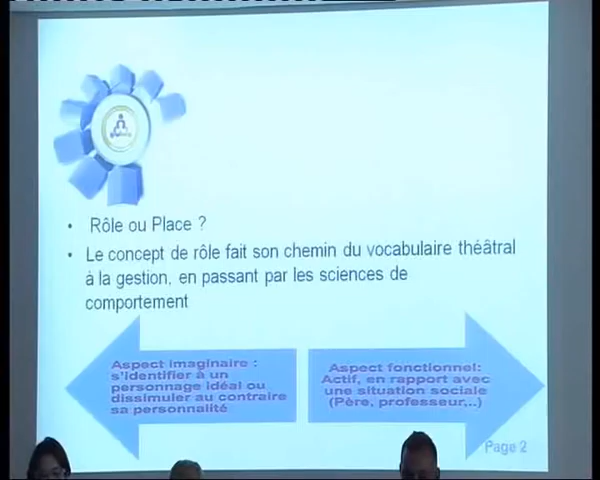 • Rôle ou Place ?
• Le concept de rôle fait son chemin du vocabulaire théâtral
à la gestion, en passant par les sciences de
comportement
Aspect imaginaire :
s'identifier à un
personnage idéal ou
dissimuler au contraire
sa personnalité
Aspect fonctionnel:
Actif, en rapport avec
une situation sociale
(Père, professeur,..)
Page 2